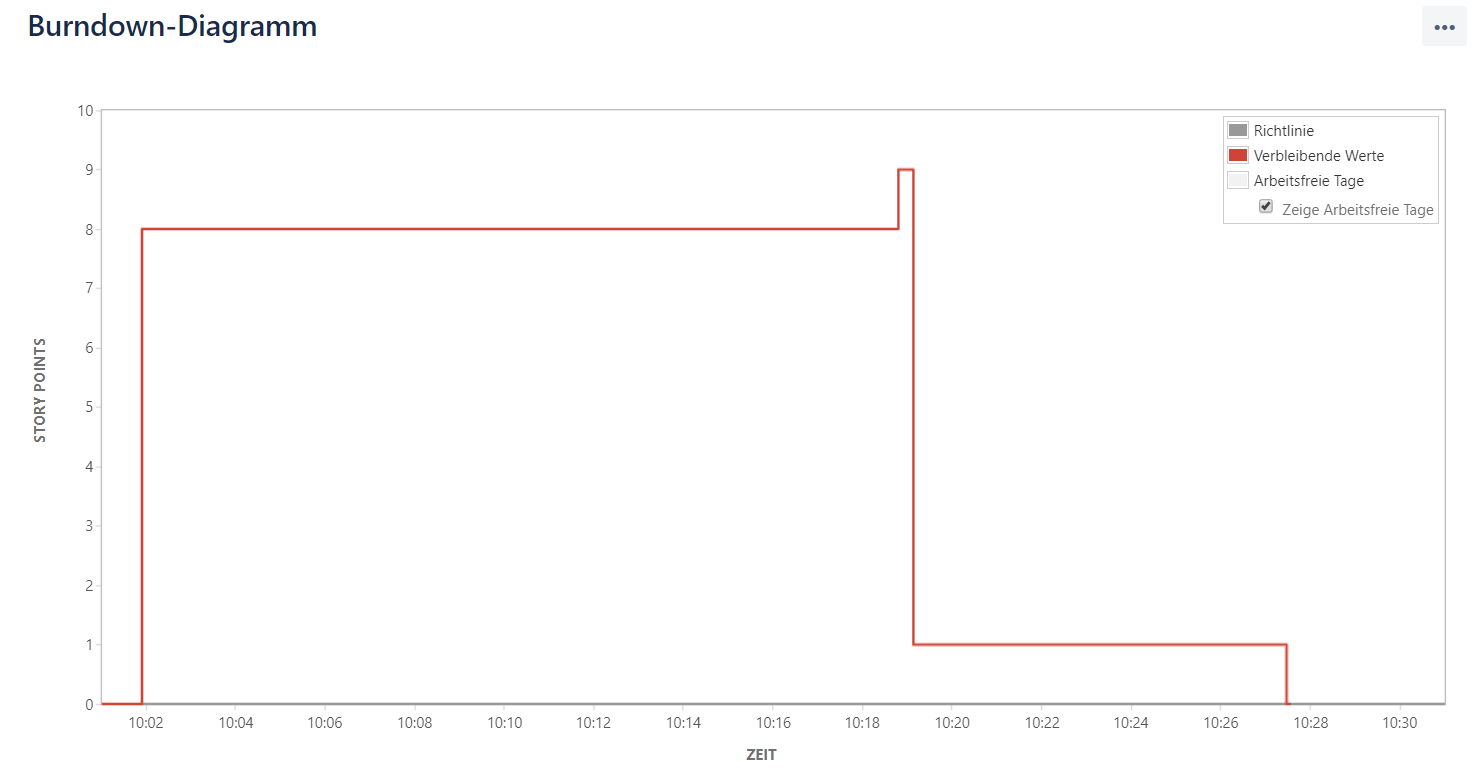 Burndown-Diagramm
•••
10
9
8
7
6
5
4
3
2
1
0
STORY POINTS
Richtlinie
Verbleibende Werte
Arbeitsfreie Tage
Zeige Arbeitsfreie Tage
10:02 10:04 10:06 10:08 10:10 10:12 10:14 10:16 10:18 10:20 10:22 10:24 10:26 10:28 10:30
ZEIT